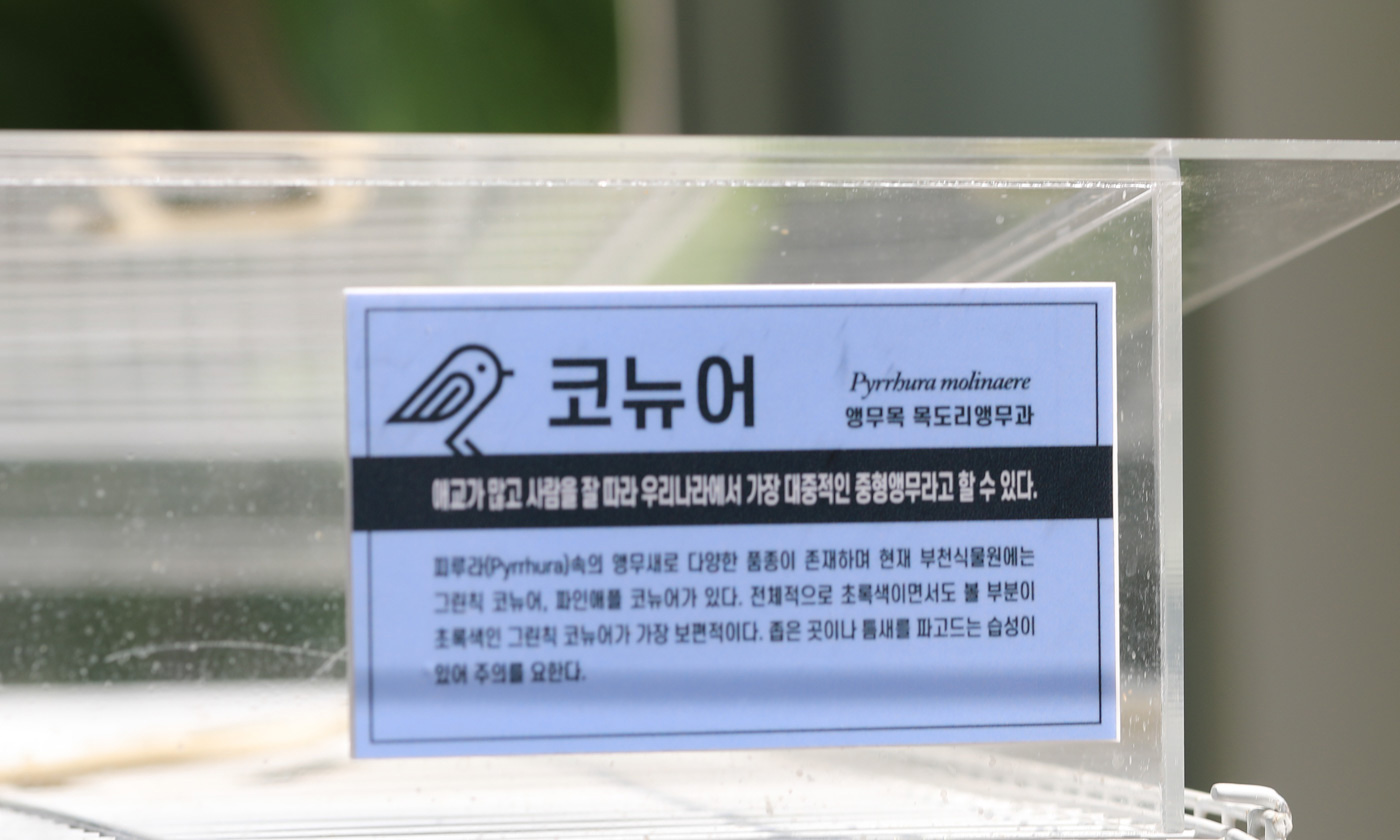 코뉴어
Pyrrhura molinaere
앵무목 목도리앵무과
애교가 많고 사람을 잘 따라 우리나라에서 가장 대중적인 중형앵무라고 할 수 있다.
피루라(Pyrrhura)속의 앵무새로 다양한 품종이 존재하며 현재 부천식물원에는
그린칙 코뉴어, 파인애플 코뉴어가 있다. 전체적으로 초록색이면서도 볼 부분이
초록색인 그린칙 코뉴어가 가장 보편적이다. 좁은 곳이나 틈새를 파고드는 습성이
있어 주의를 요한다.